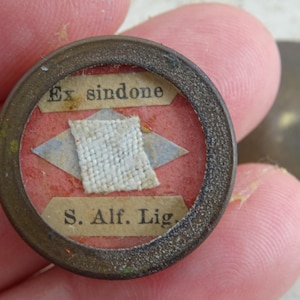 Ex sindone
S. Alf. Lig.